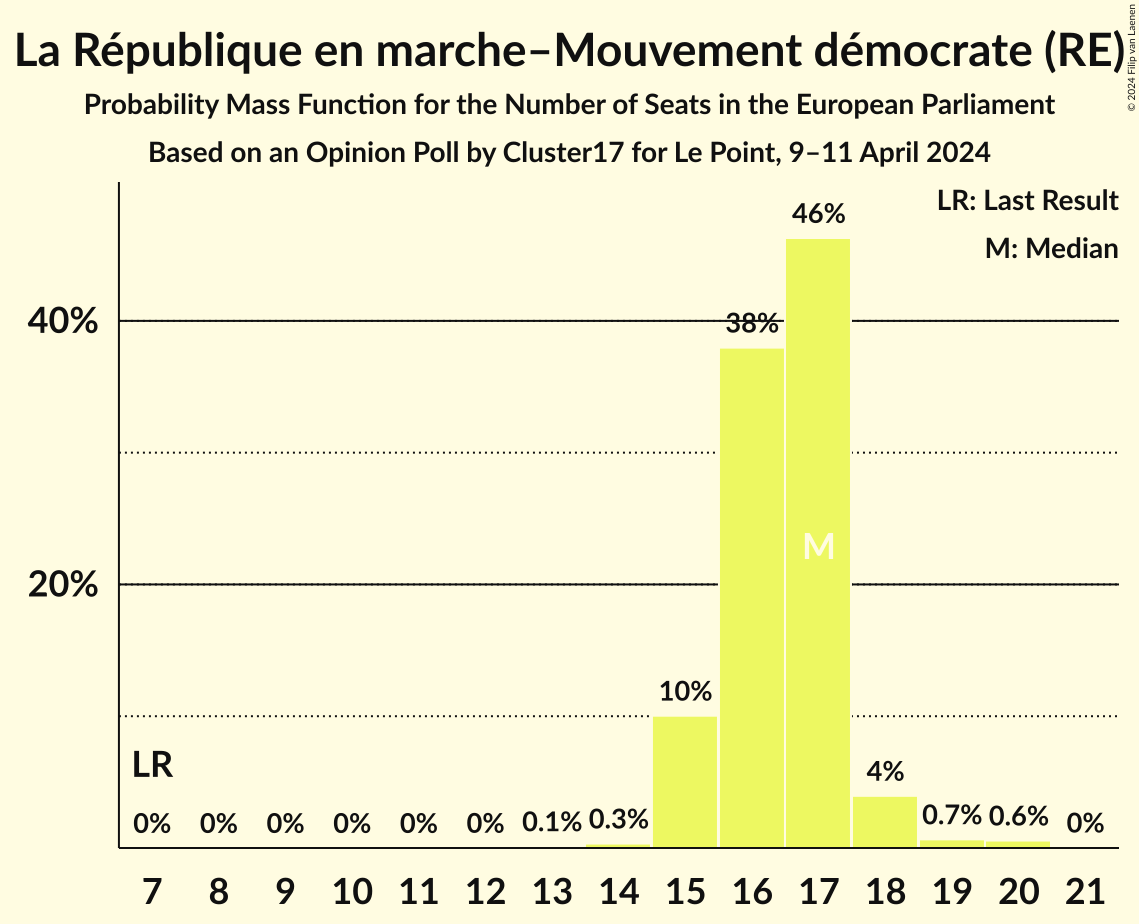 La République en marche–Mouvement démocrate (RE)
© 2024 Filip van Laenen
Probability Mass Function for the Number of Seats in the European Parliament
Based on an Opinion Poll by Cluster17 for Le Point, 9–11 April 2024
LR: Last Result
M: Median
46%
40%
38%
M
20%
10%
LR
4%
0% 0% 0% 0% 0% 0% 0.1% 0.3% 0.7% 0.6% 0%
7 8 9 10 11 12 13 14 15 16 17 18 19 20 21